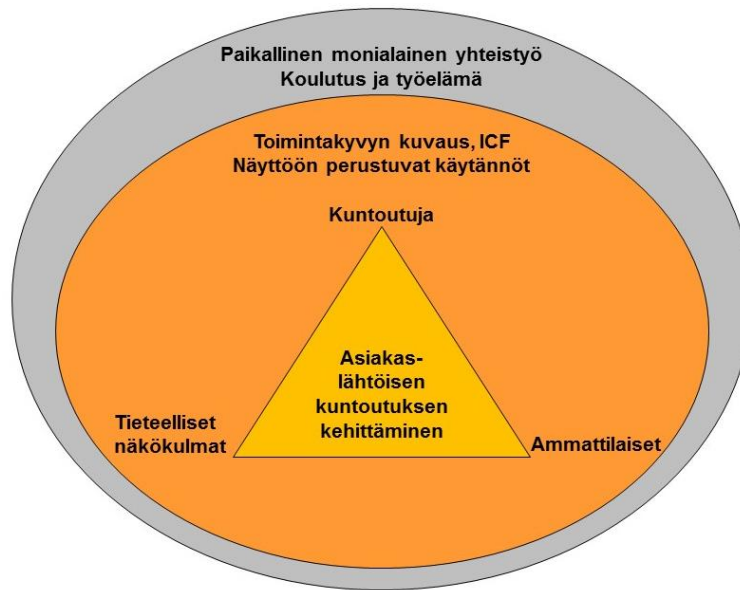 Paikallinen monialainen yhteistyö
Koulutus ja työelämä
Toimintakyvyn kuvaus, ICF
Näyttöön perustuvat käytännöt
Kuntoutuja
Asiakas-
lähtöisen
kuntoutuksen
kehittäminen
Tieteelliset
näkökulmat
Ammattilaiset